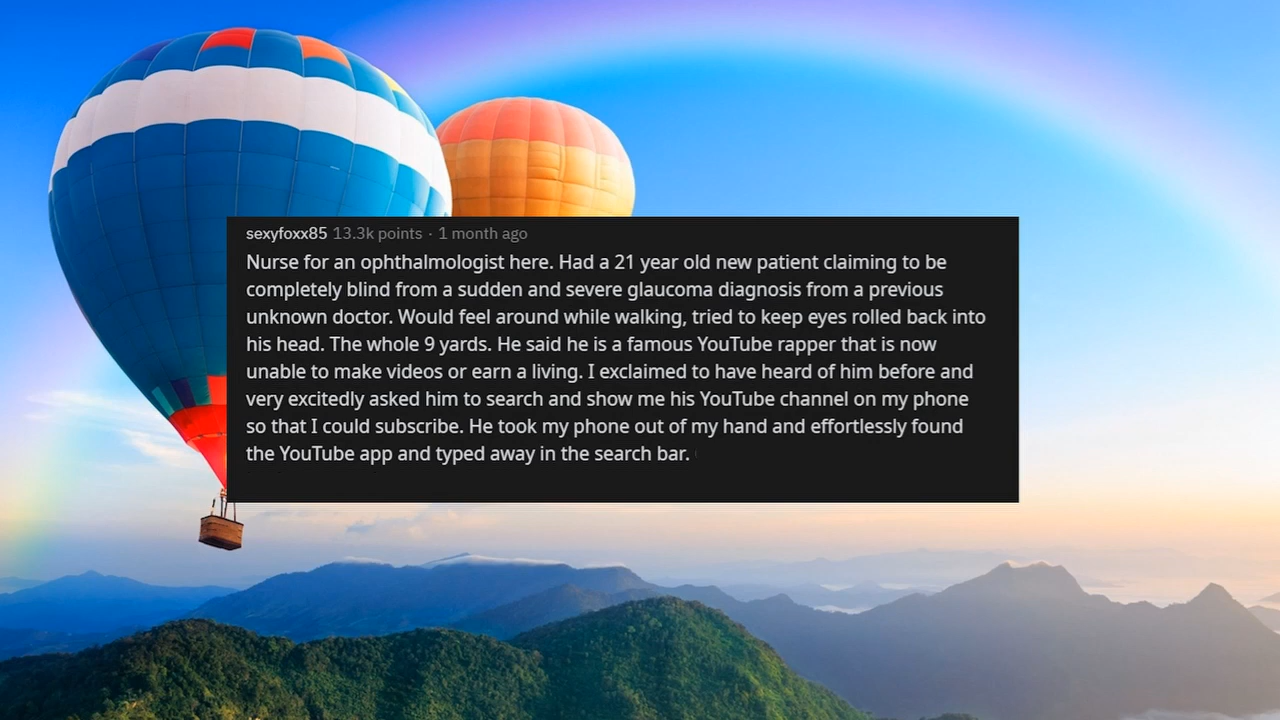 sexyfoxx85 13.3k points · 1 month ago
Nurse for an ophthalmologist here. Had a 21 year old new patient claiming to be
completely blind from a sudden and severe glaucoma diagnosis from a previous
unknown doctor. Would feel around while walking, tried to keep eyes rolled back into
his head. The whole 9 yards. He said he is a famous YouTube rapper that is now
unable to make videos or earn a living. I exclaimed to have heard of him before and
very excitedly asked him to search and show me his YouTube channel on my phone
so that I could subscribe. He took my phone out of my hand and effortlessly found
the YouTube app and typed away in the search bar.